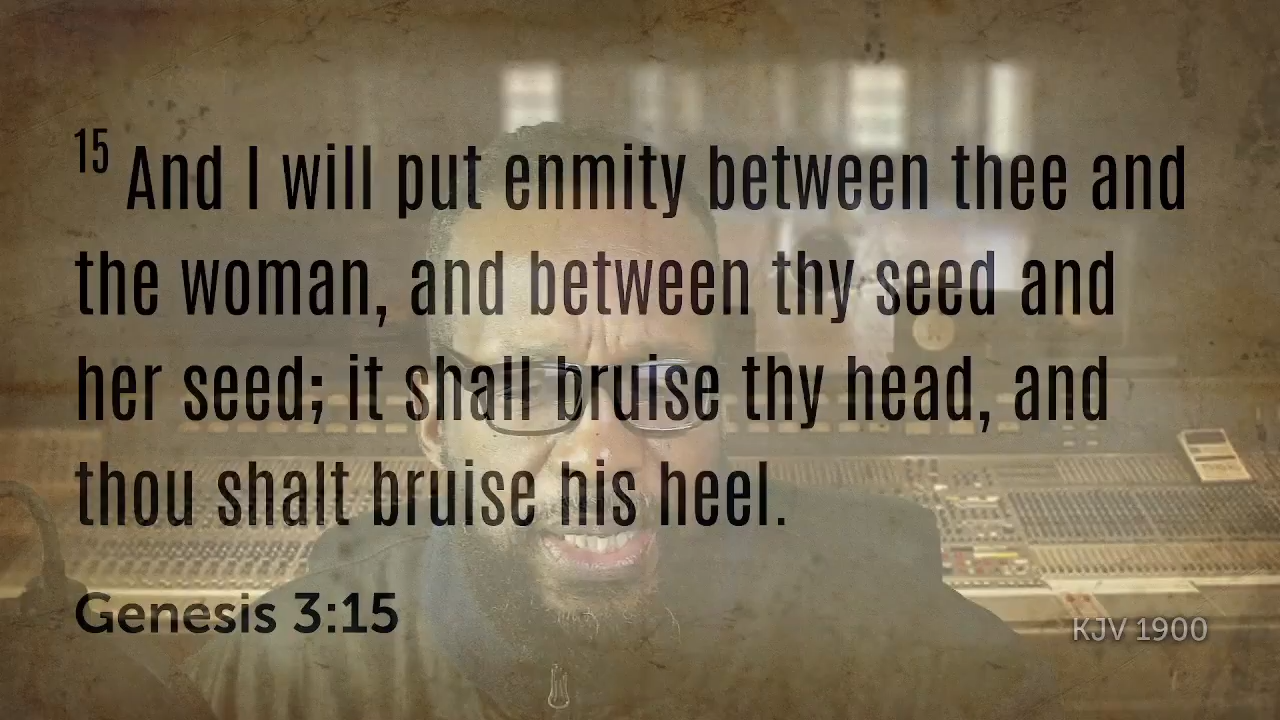 15 And I will put enmity between thee and
the woman, and between thy seed and
her seed; it shall bruise thy head, and
thou shalt bruise his heel.
Genesis 3:15
KJV 1900